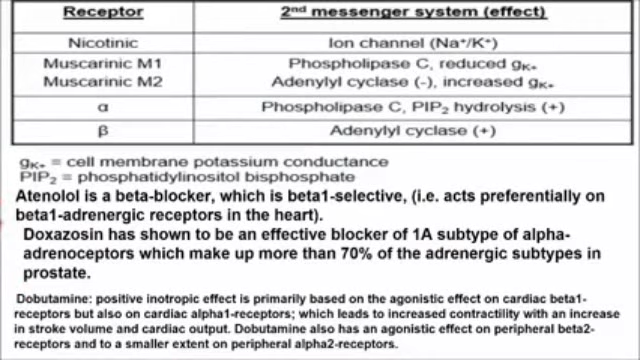 Receptor 2nd messenger system (effect)
Nicotinic Ion channel (Na+/K+)
Muscarinic M1 Phospholipase C, reduced gK+
Muscarinic M2 Adenylyl cyclase (-), increased gK+
α Phospholipase C, PIP2 hydrolysis (+)
β Adenylyl cyclase (+)
gK+ = cell membrane potassium conductance
PIP2 = phosphatidylinositol bisphosphate
Atenolol is a beta-blocker, which is beta1-selective, (i.e. acts preferentially on
beta1-adrenergic receptors in the heart).
Doxazosin has shown to be an effective blocker of 1A subtype of alpha-
adrenoceptors which make up more than 70% of the adrenergic subtypes in
prostate.
Dobutamine: positive inotropic effect is primarily based on the agonistic effect on cardiac beta1-
receptors but also on cardiac alpha1-receptors; which leads to increased contractility with an increase
in stroke volume and cardiac output. Dobutamine also has an agonistic effect on peripheral beta2-
receptors and to a smaller extent on peripheral alpha2-receptors.